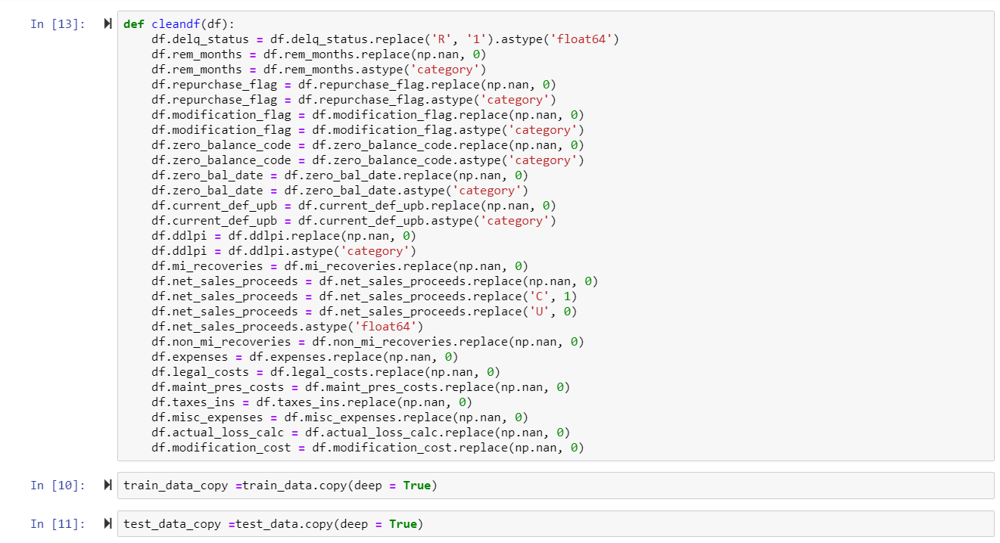 In [13]:
def cleandf(df):
    df.delq_status = df.delq_status.replace('R', '1').astype('float64')
    df.rem_months = df.rem_months.replace(np.nan, 0)
    df.rem_months = df.rem_months.astype('category')
    df.repurchase_flag = df.repurchase_flag.replace(np.nan, 0)
    df.repurchase_flag = df.repurchase_flag.astype('category')
    df.modification_flag = df.modification_flag.replace(np.nan, 0)
    df.modification_flag = df.modification_flag.astype('category')
    df.zero_balance_code = df.zero_balance_code.replace(np.nan, 0)
    df.zero_balance_code = df.zero_balance_code.astype('category')
    df.zero_bal_date = df.zero_bal_date.replace(np.nan, 0)
    df.zero_bal_date = df.zero_bal_date.astype('category')
    df.current_def_upb = df.current_def_upb.replace(np.nan, 0)
    df.current_def_upb = df.current_def_upb.astype('category')
    df.ddlpi = df.ddlpi.replace(np.nan, 0)
    df.ddlpi = df.ddlpi.astype('category')
    df.mi_recoveries = df.mi_recoveries.replace(np.nan, 0)
    df.net_sales_proceeds = df.net_sales_proceeds.replace(np.nan, 0)
    df.net_sales_proceeds = df.net_sales_proceeds.replace('C', 1)
    df.net_sales_proceeds = df.net_sales_proceeds.replace('U', 0)
    df.net_sales_proceeds.astype('float64')
    df.non_mi_recoveries = df.non_mi_recoveries.replace(np.nan, 0)
    df.expenses = df.expenses.replace(np.nan, 0)
    df.legal_costs = df.legal_costs.replace(np.nan, 0)
    df.maint_pres_costs = df.maint_pres_costs.replace(np.nan, 0)
    df.taxes_ins = df.taxes_ins.replace(np.nan, 0)
    df.misc_expenses = df.misc_expenses.replace(np.nan, 0)
    df.actual_loss_calc = df.actual_loss_calc.replace(np.nan, 0)
    df.modification_cost = df.modification_cost.replace(np.nan, 0)
In [10]:
train_data_copy =train_data.copy(deep = True)
In [11]:
test_data_copy =test_data.copy(deep = True)